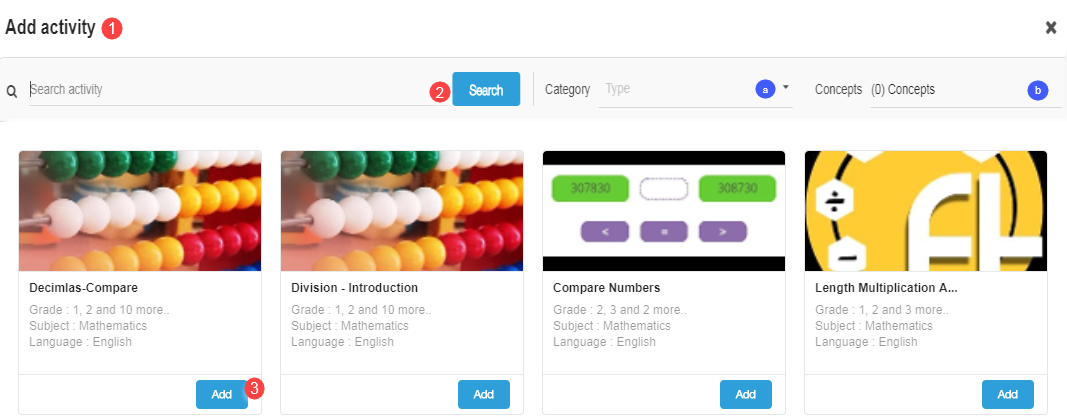 Add activity 1
Search activity 2 Search Category Type a Concepts (0) Concepts b
307830 308730
< = >
Decimlas-Compare
Grade : 1, 2 and 10 more..
Subject : Mathematics
Language : English
Add 3
Division - Introduction
Grade : 1, 2 and 10 more..
Subject : Mathematics
Language : English
Add
Compare Numbers
Grade : 2, 3 and 2 more..
Subject : Mathematics
Language : English
Add
Length Multiplication A...
Grade : 1, 2 and 3 more..
Subject : Mathematics
Language : English
Add